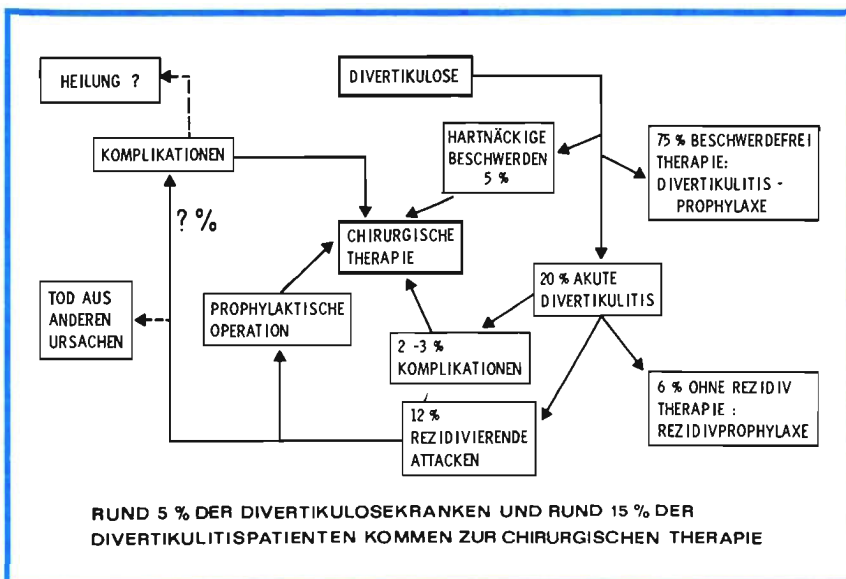 HEILUNG ?
DIVERTIKULOSE
KOMPLIKATIONEN
HARTNÄCKIGE
BESCHWERDEN
5 %
75 % BESCHWERDEFREI
THERAPIE:
DIVERTIKULITIS -
PROPHYLAXE
? %
CHIRURGISCHE
THERAPIE
TOD AUS
ANDEREN
URSACHEN
PROPHYLAKTISCHE
OPERATION
20 % AKUTE
DIVERTIKULITIS
2 -3 %
KOMPLIKATIONEN
6 % OHNE REZIDIV
THERAPIE :
REZIDIVPROPHYLAXE
12 %
REZIDIVIERENDE
ATTACKEN
RUND 5 % DER DIVERTIKULOSEKRANKEN UND RUND 15 % DER
DIVERTIKULITISPATIENTEN KOMMEN ZUR CHIRURGISCHEN THERAPIE